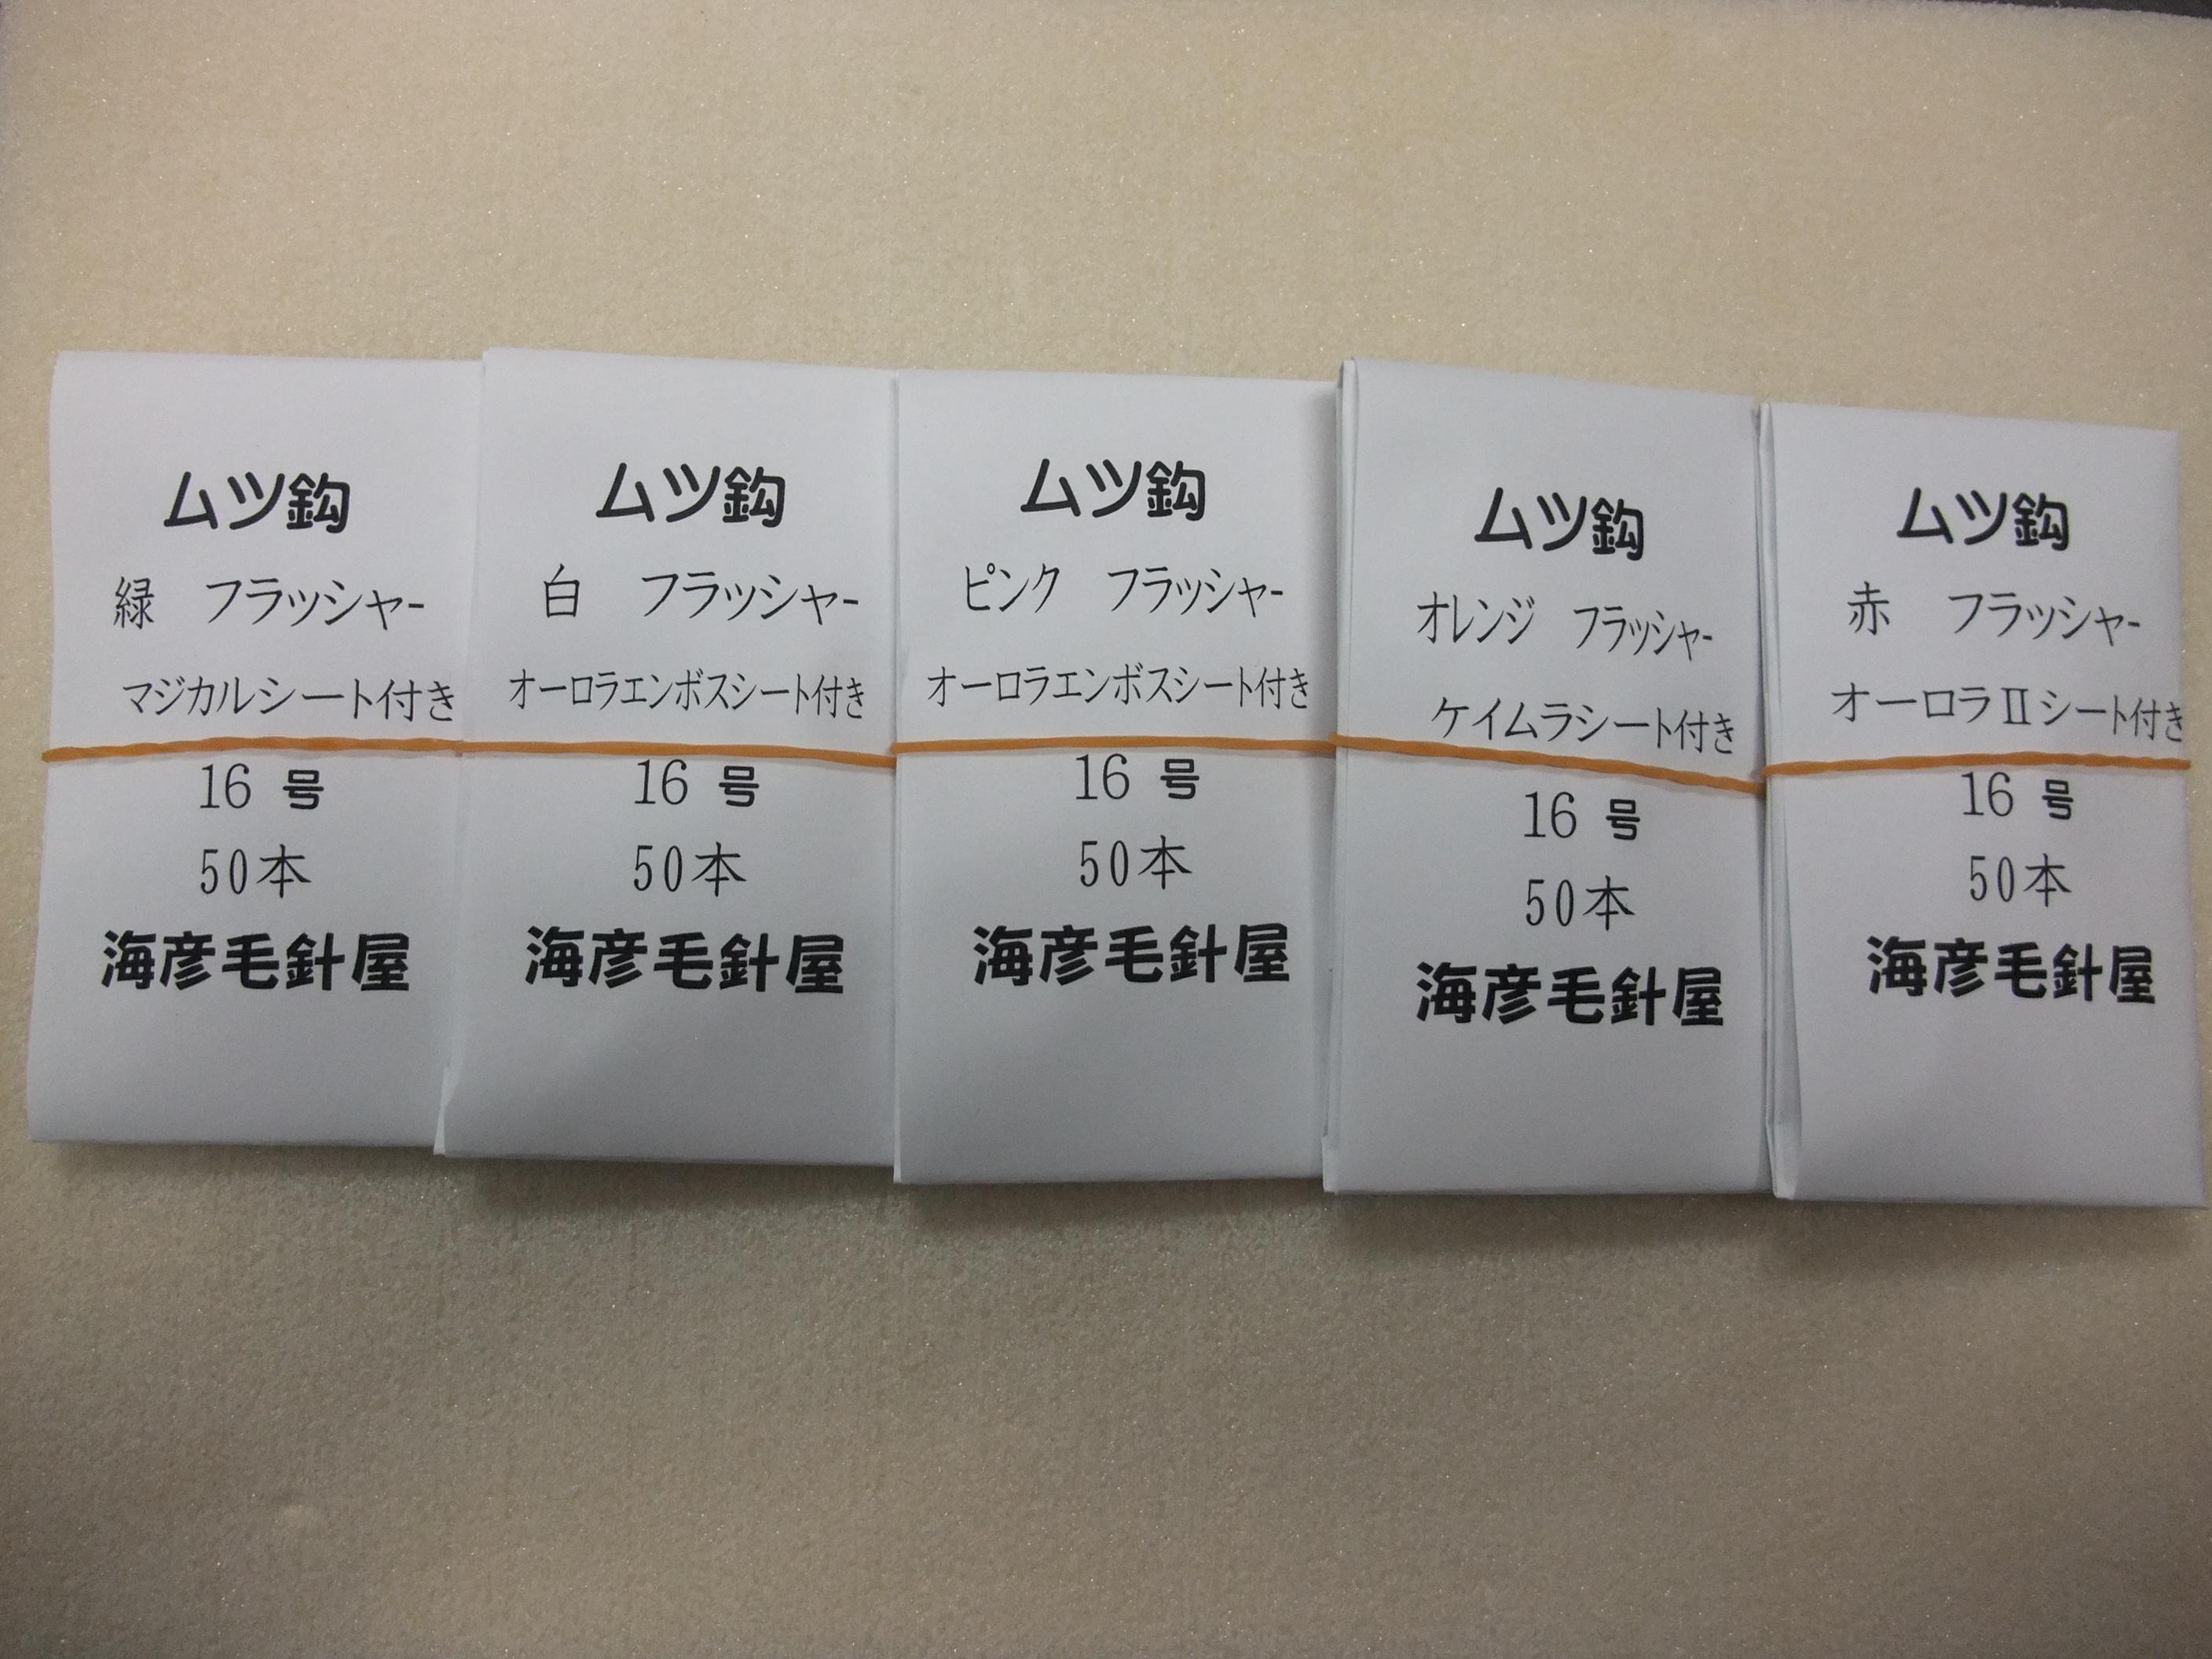 ムツ鈎
緑　フラッシャー
マジカルシート付き
16 号
50本
海彦毛針屋
ムツ鈎
白　フラッシャー
オーロラエンボスシート付き
16 号
50本
海彦毛針屋
ムツ鈎
ピンク　フラッシャー
オーロラエンボスシート付き
16 号
50本
海彦毛針屋
ムツ鈎
オレンジ　フラッシャー
ケイムラシート付き
16 号
50本
海彦毛針屋
ムツ鈎
赤　フラッシャー
オーロラⅡシート付き
16 号
50本
海彦毛針屋